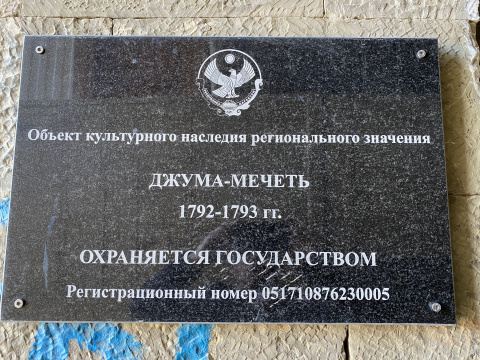 Объект культурного наследия регионального значения
ДЖУМА-МЕЧЕТЬ
1792-1793 гг.
ОХРАНЯЕТСЯ ГОСУДАРСТВОМ
Регистрационный номер 051710876230005